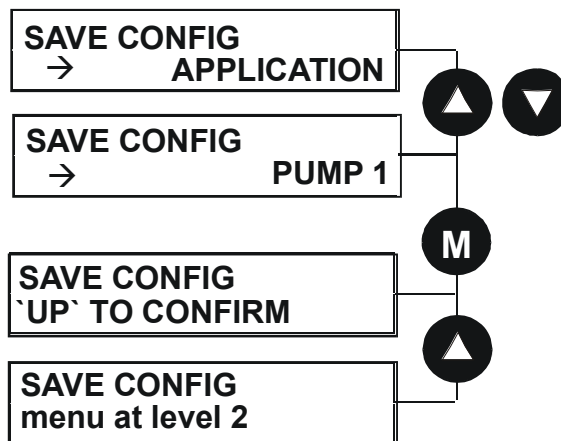 SAVE CONFIG
→ APPLICATION
SAVE CONFIG
→ PUMP 1
M
SAVE CONFIG
`UP` TO CONFIRM
SAVE CONFIG
menu at level 2